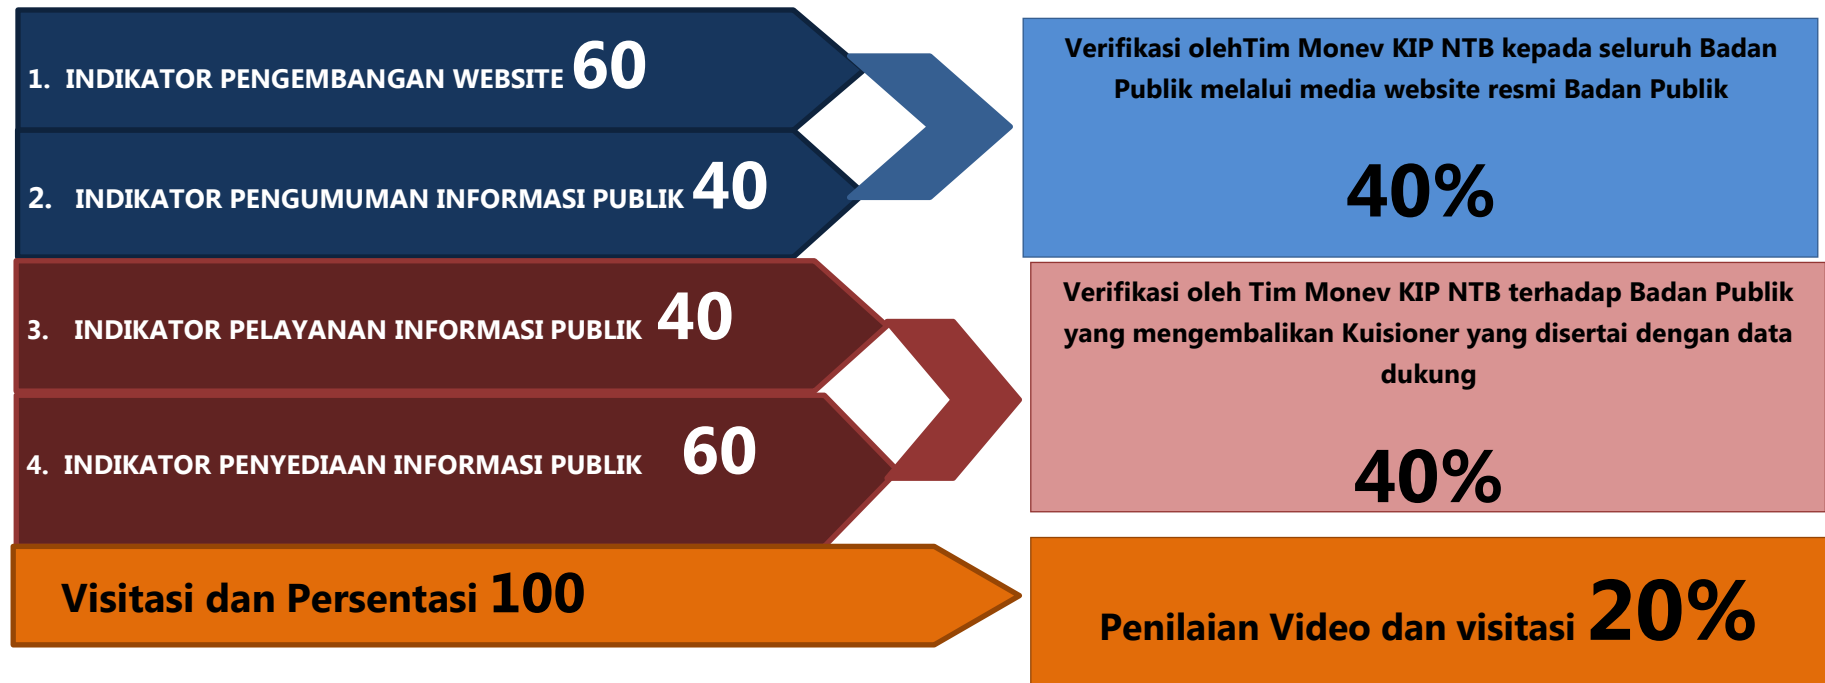 1. INDIKATOR PENGEMBANGAN WEBSITE 60
2. INDIKATOR PENGUMUMAN INFORMASI PUBLIK 40
Verifikasi olehTim Monev KIP NTB kepada seluruh Badan
Publik melalui media website resmi Badan Publik
40%
3. INDIKATOR PELAYANAN INFORMASI PUBLIK 40
4. INDIKATOR PENYEDIAAN INFORMASI PUBLIK 60
Verifikasi oleh Tim Monev KIP NTB terhadap Badan Publik
yang mengembalikan Kuisioner yang disertai dengan data
dukung
40%
Visitasi dan Persentasi 100
Penilaian Video dan visitasi 20%